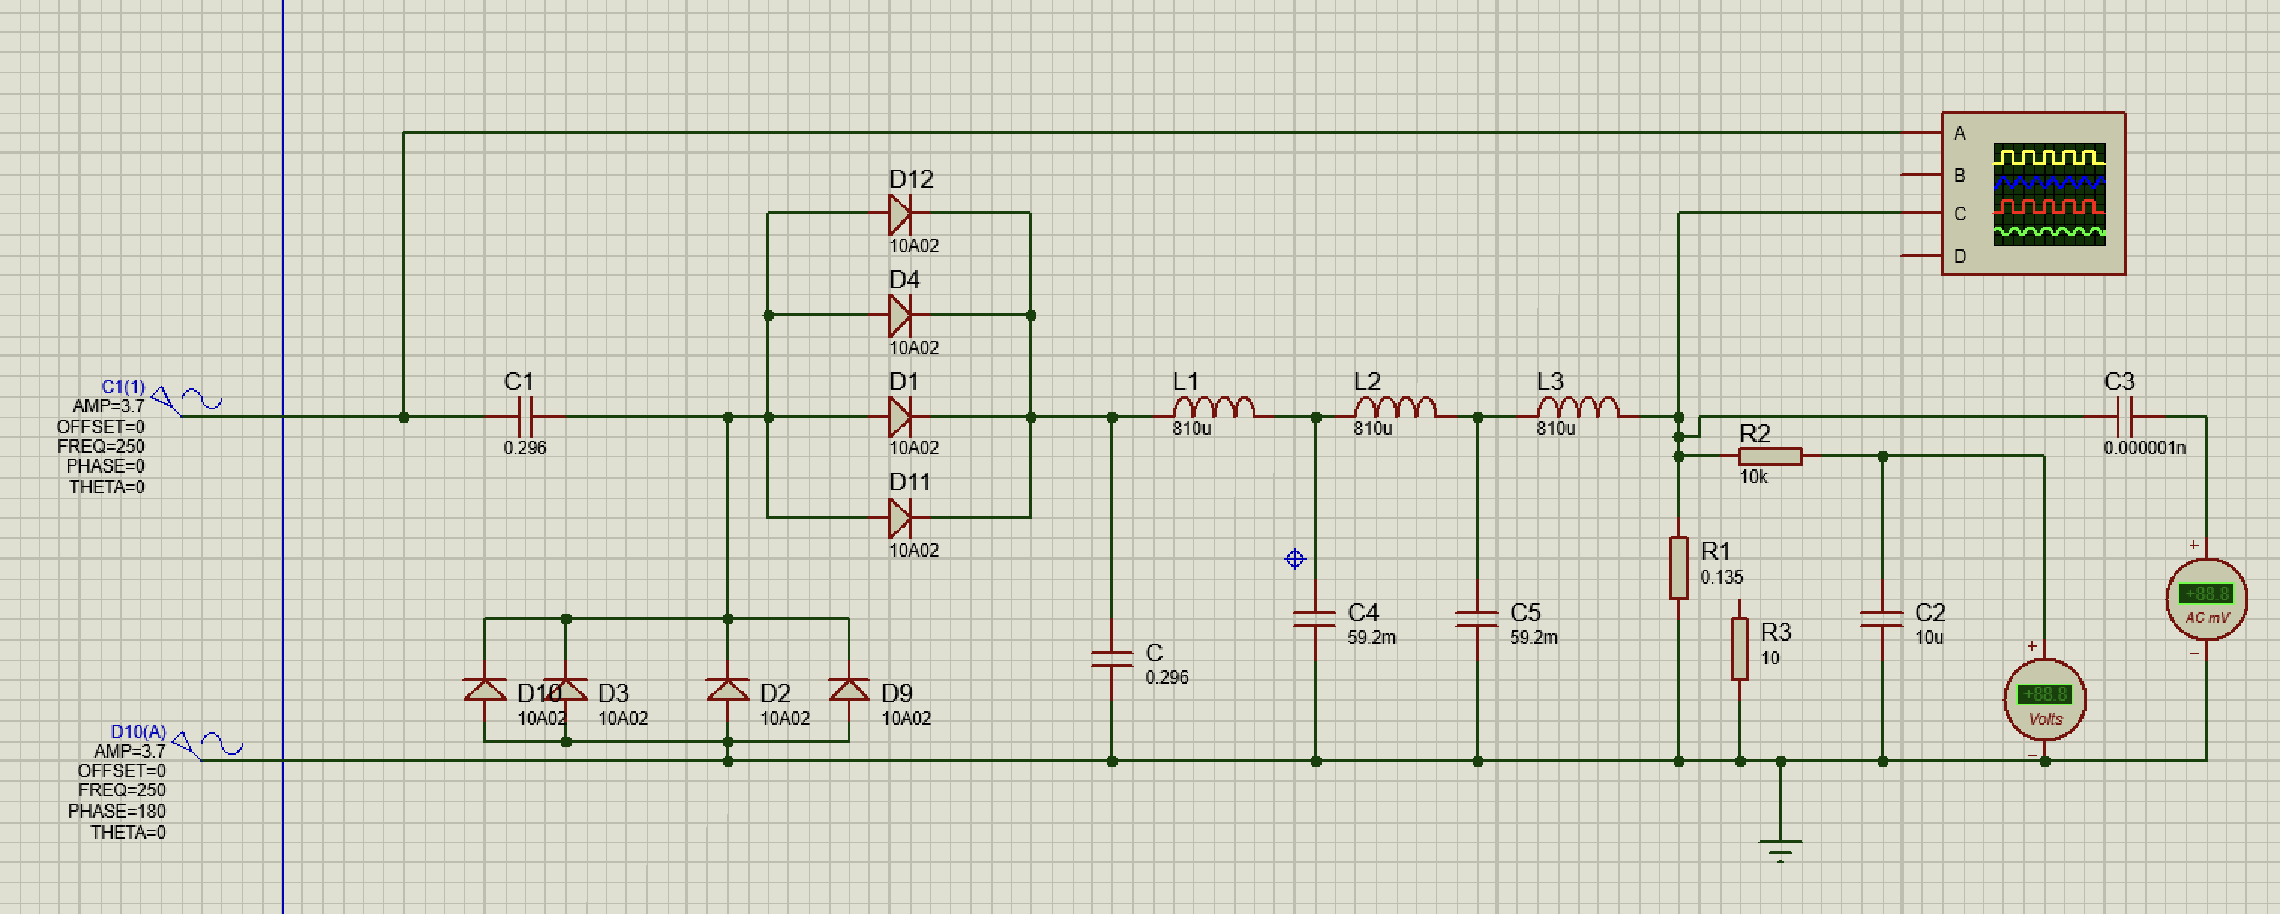 A
B
C
D
D12
10A02
D4
10A02
D1
10A02
D11
10A02
C1(1)
AMP=3.7
OFFSET=0
FREQ=250
PHASE=0
THETA=0
C1
0.296
L1
810u
L2
810u
L3
810u
C3
0.000001n
R2
10k
R1
0.135
R3
10
C4
59.2m
C5
59.2m
C2
10u
C
0.296
+
+88.8
AC mV
−
+
+88.8
Volts
−
D10
10A02
D3
10A02
D2
10A02
D9
10A02
D10(A)
AMP=3.7
OFFSET=0
FREQ=250
PHASE=180
THETA=0